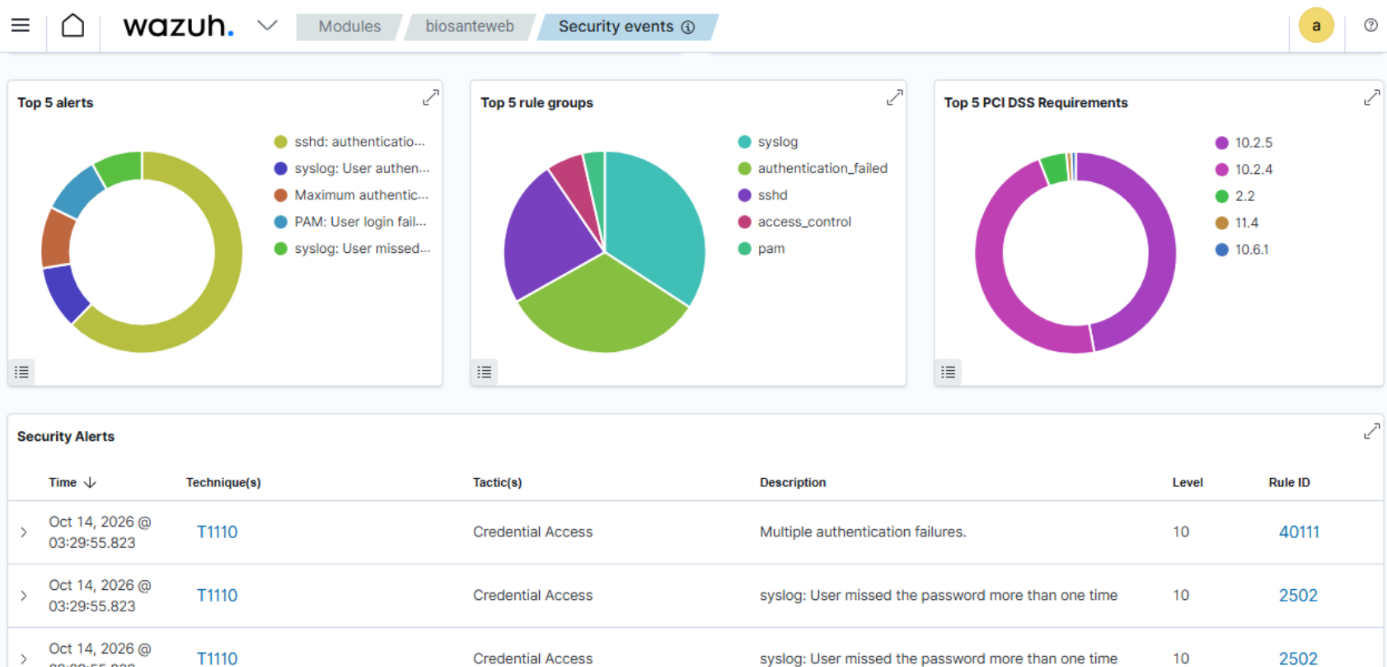 wazuh. Modules biosanteweb Security events a
Top 5 alerts
sshd: authenticatio...
syslog: User authen...
Maximum authentic...
PAM: User login fail...
syslog: User missed...
Top 5 rule groups
syslog
authentication_failed
sshd
access_control
pam
Top 5 PCI DSS Requirements
10.2.5
10.2.4
2.2
11.4
10.6.1
Security Alerts
Time Technique(s) Tactic(s) Description Level Rule ID
Oct 14, 2026 @
03:29:55.823
T1110 Credential Access Multiple authentication failures. 10 40111
Oct 14, 2026 @
03:29:55.823
T1110 Credential Access syslog: User missed the password more than one time 10 2502
Oct 14, 2026 @
T1110 Credential Access syslog: User missed the password more than one time 10 2502